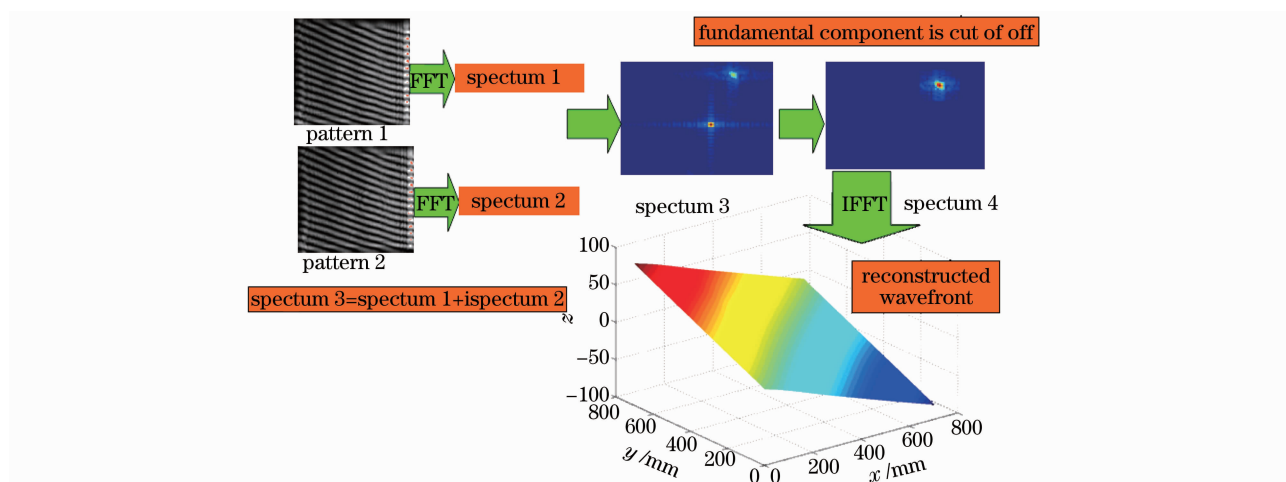 fundamental component is cut of off
FFT
spectum 1
pattern 1
FFT
spectum 2
pattern 2
spectum 3=spectum 1+ispectum 2
spectum 3
IFFT
spectum 4
reconstructed
wavefront
100
50
0
−50
−100
z
800
600
400
200
0
y /mm
0
200
400
600
800
x /mm